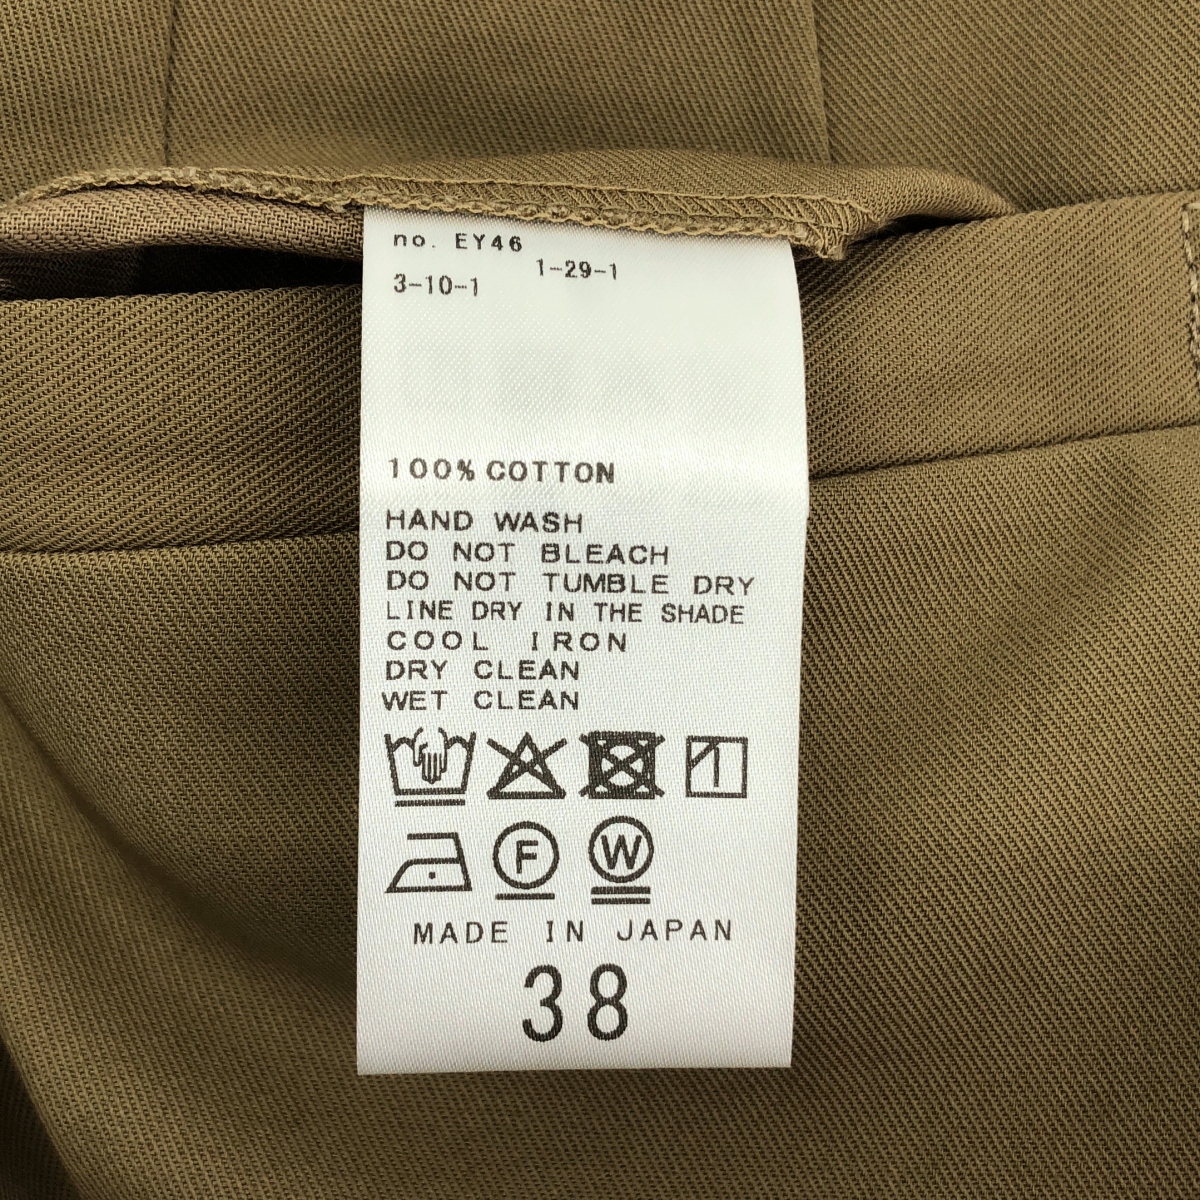 no. EY46
1-29-1
3-10-1
100% COTTON
HAND WASH
DO NOT BLEACH
DO NOT TUMBLE DRY
LINE DRY IN THE SHADE
COOL IRON
DRY CLEAN
WET CLEAN
F W
MADE IN JAPAN
38